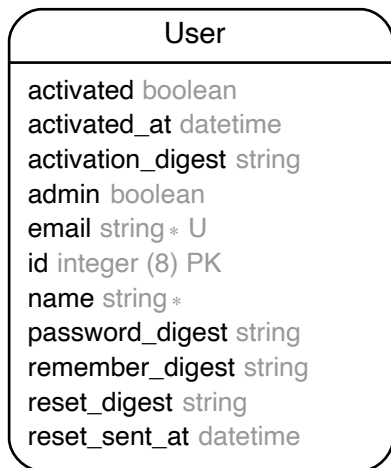 User
activated boolean
activated_at datetime
activation_digest string
admin boolean
email string ∗ U
id integer (8) PK
name string ∗
password_digest string
remember_digest string
reset_digest string
reset_sent_at datetime